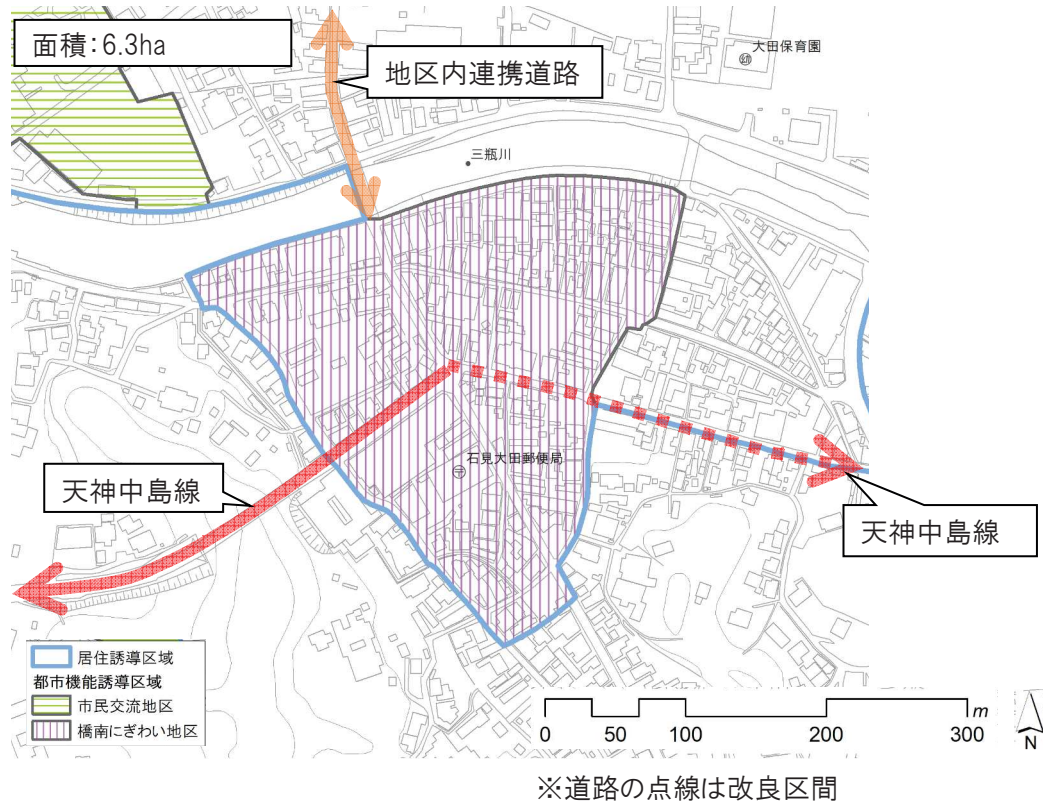 面積：6.3ha
大田保育園
幼
地区内連携道路
三瓶川
石見大田郵便局
〒
天神中島線
天神中島線
居住誘導区域
都市機能誘導区域
市民交流地区
橋南にぎわい地区
0 50 100 200 300 m
N
※道路の点線は改良区間